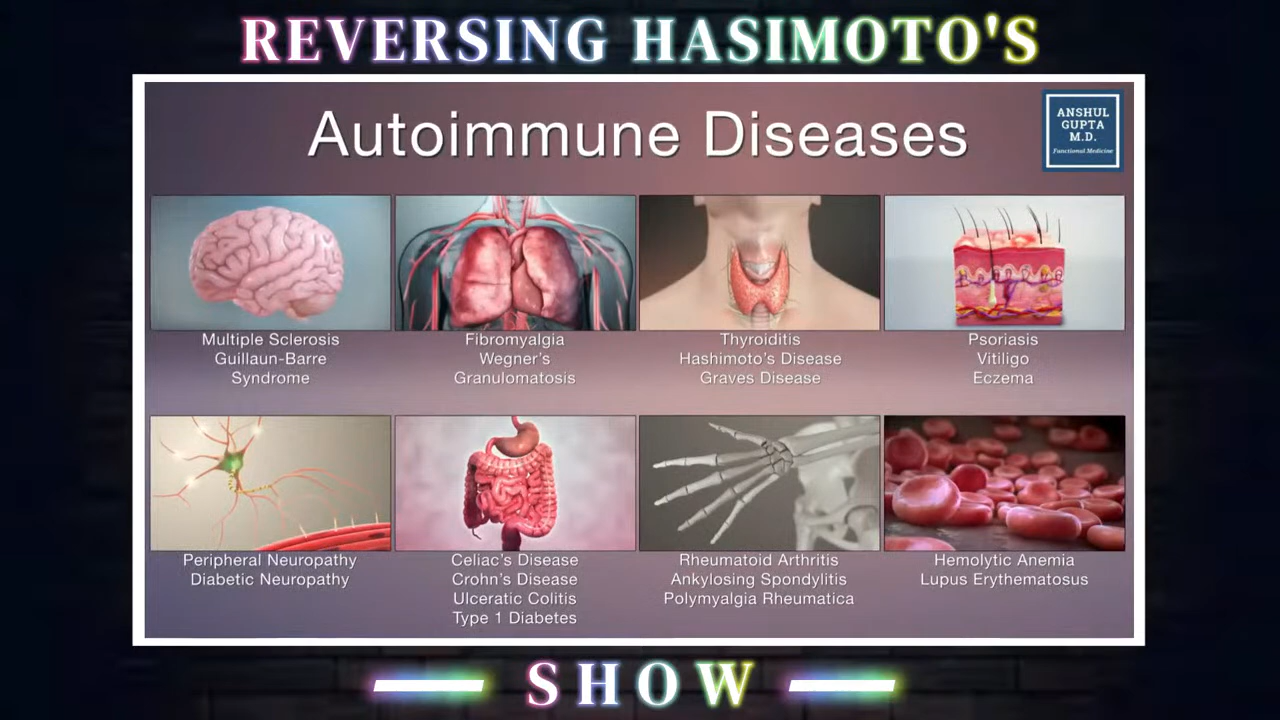 REVERSING HASIMOTO'S
Autoimmune Diseases
ANSHUL
GUPTA
M.D.
Functional Medicine
Multiple Sclerosis
Guillaun-Barre
Syndrome
Fibromyalgia
Wegner's
Granulomatosis
Thyroiditis
Hashimoto's Disease
Graves Disease
Psoriasis
Vitiligo
Eczema
Peripheral Neuropathy
Diabetic Neuropathy
Celiac's Disease
Crohn's Disease
Ulceratic Colitis
Type 1 Diabetes
Rheumatoid Arthritis
Ankylosing Spondylitis
Polymyalgia Rheumatica
Hemolytic Anemia
Lupus Erythematosus
SHOW